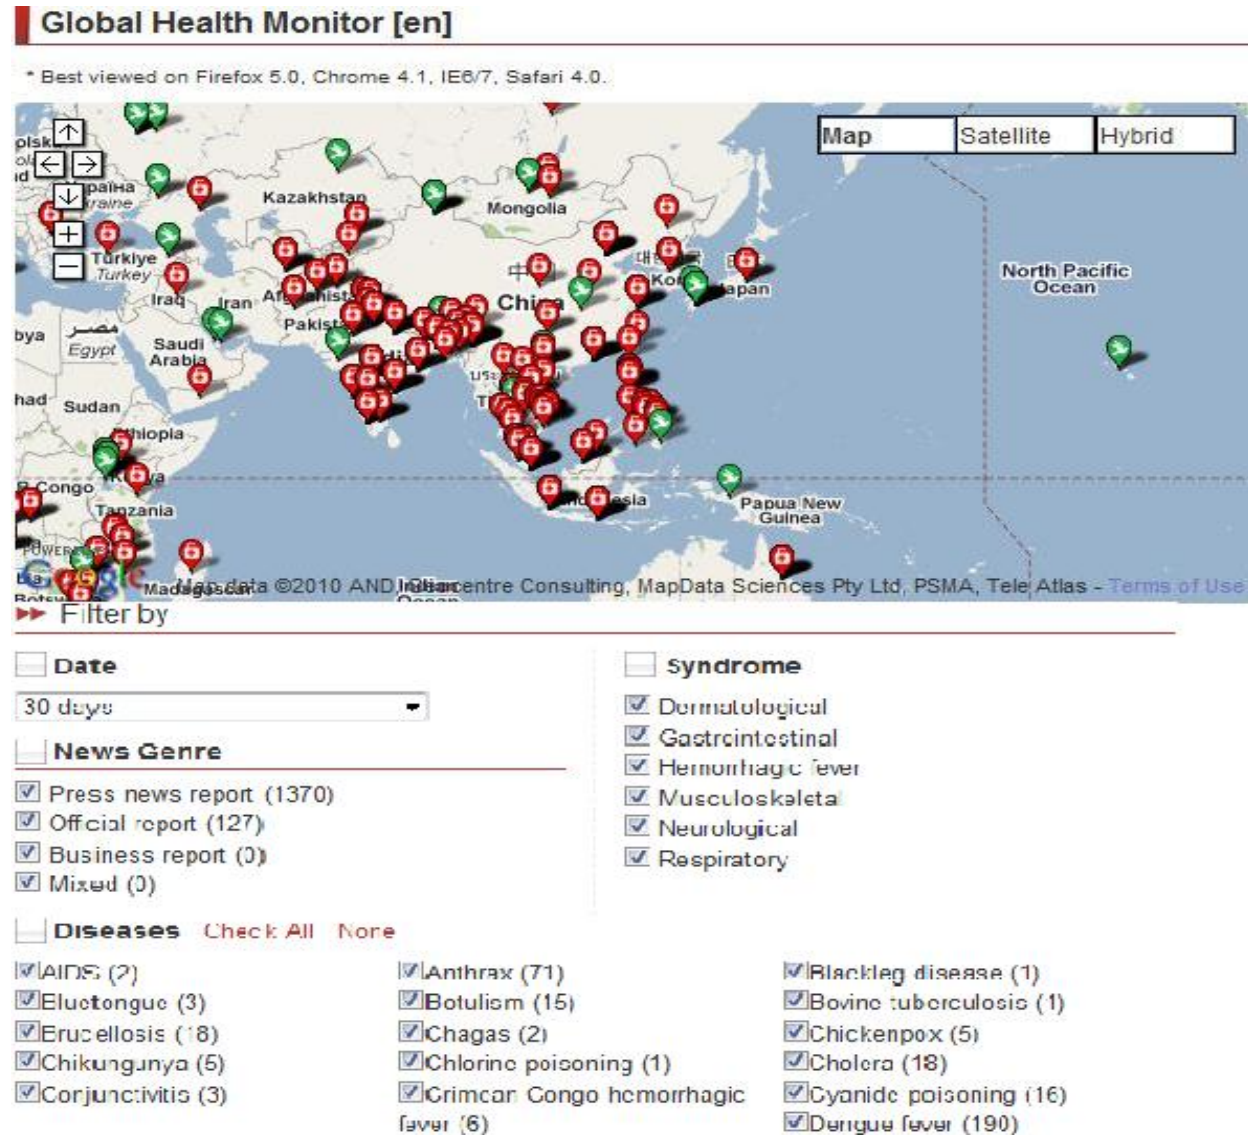 Global Health Monitor [en]
* Best viewed on Firefox 5.0, Chrome 4.1, IE6/7, Safari 4.0.
Map Satellite Hybrid
Kazakhstan
Mongolia
Türkiye
Turkey
North Pacific
Ocean
Iraq
Iran
China
Egypt
مصر
Saudi
Arabia
Sudan
Congo
Tanzania
Papua New
Guinea
Madagascar
Map data ©2010 AND, Geocentre Consulting, MapData Sciences Pty Ltd, PSMA, Tele Atlas - Terms of Use
Filter by
Date
30 days
News Genre
Press news report (1370)
Official report (127)
Business report (0)
Mixed (0)
Syndrome
Dermatological
Gastrointestinal
Hemorrhagic fever
Musculoskeletal
Neurological
Respiratory
Diseases Check All None
AIDS (2)
Anthrax (71)
Blackleg disease (1)
Bluetongue (3)
Botulism (15)
Bovine tuberculosis (1)
Brucellosis (18)
Chagas (2)
Chickenpox (5)
Chikungunya (5)
Chlorine poisoning (1)
Cholera (18)
Conjunctivitis (3)
Crimean Congo hemorrhagic
fever (6)
Cyanide poisoning (16)
Dengue fever (190)